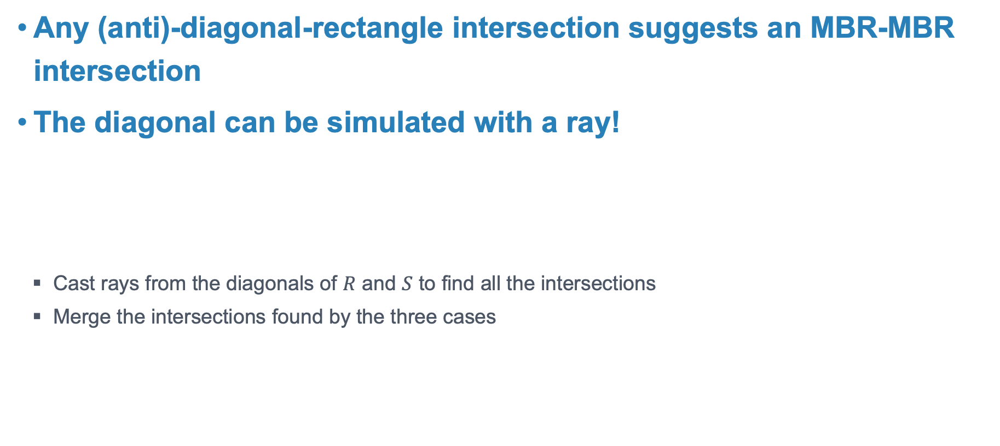 • Any (anti)-diagonal-rectangle intersection suggests an MBR-MBR
intersection
• The diagonal can be simulated with a ray!
▪ Cast rays from the diagonals of 𝑅 and 𝑆 to find all the intersections
▪ Merge the intersections found by the three cases